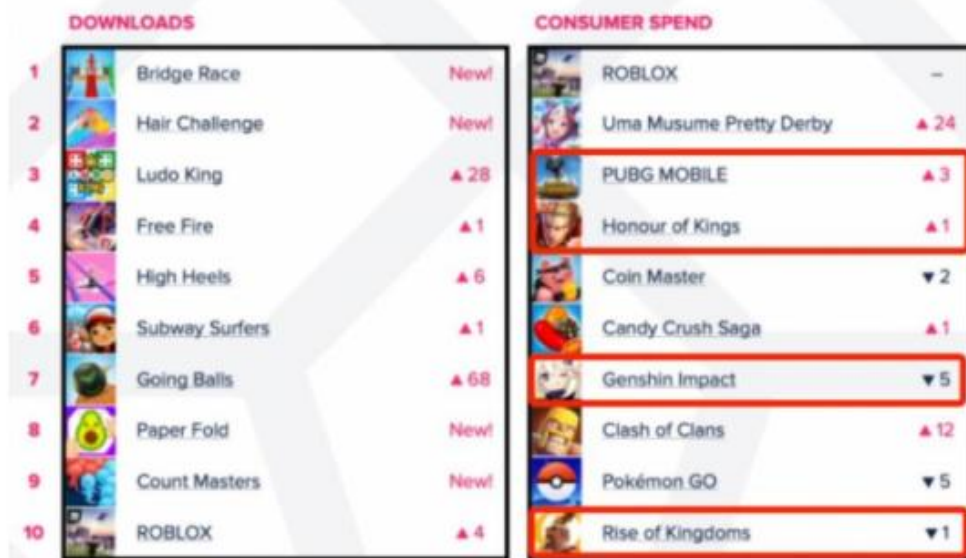 DOWNLOADS CONSUMER SPEND
1 Bridge Race New! ROBLOX –
2 Hair Challenge New! Uma Musume Pretty Derby ▲ 24
3 Ludo King ▲ 28 PUBG MOBILE ▲ 3
4 Free Fire ▲ 1 Honour of Kings ▲ 1
5 High Heels ▲ 6 Coin Master ▼ 2
6 Subway Surfers ▲ 1 Candy Crush Saga ▲ 1
7 Going Balls ▲ 68 Genshin Impact ▼ 5
8 Paper Fold New! Clash of Clans ▲ 12
9 Count Masters New! Pokémon GO ▼ 5
10 ROBLOX ▲ 4 Rise of Kingdoms ▼ 1